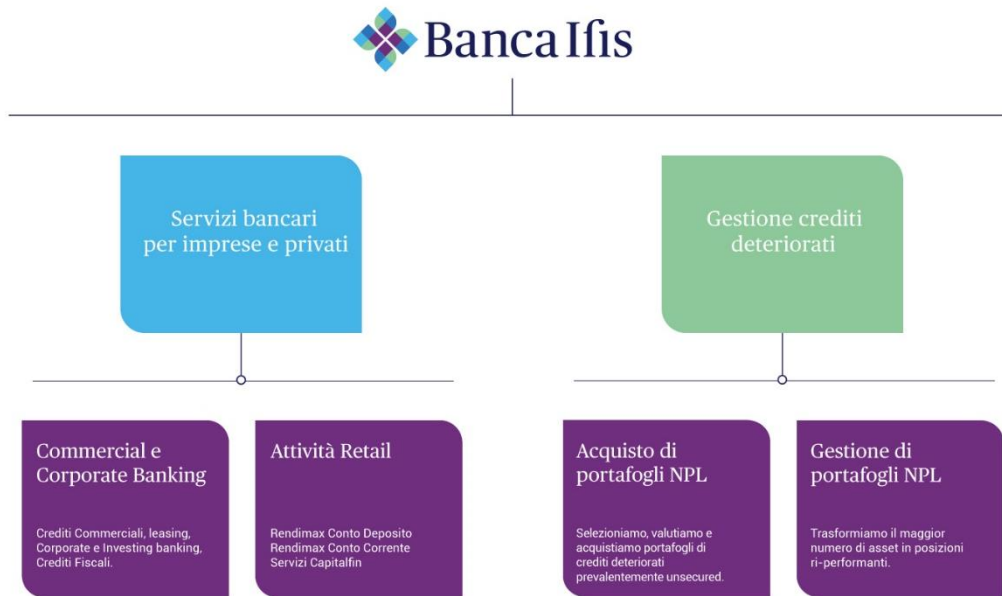 Banca Ifis
Servizi bancari
per imprese e privati
Gestione crediti
deteriorati
Commercial e
Corporate Banking
Crediti Commerciali, leasing,
Corporate e Investing banking,
Crediti Fiscali.
Attività Retail
Rendimax Conto Deposito
Rendimax Conto Corrente
Servizi Capitalfin
Acquisto di
portafogli NPL
Selezioniamo, valutiamo e
acquistiamo portafogli di
crediti deteriorati
prevalentemente unsecured.
Gestione di
portafogli NPL
Trasformiamo il maggior
numero di asset in posizioni
ri-performanti.